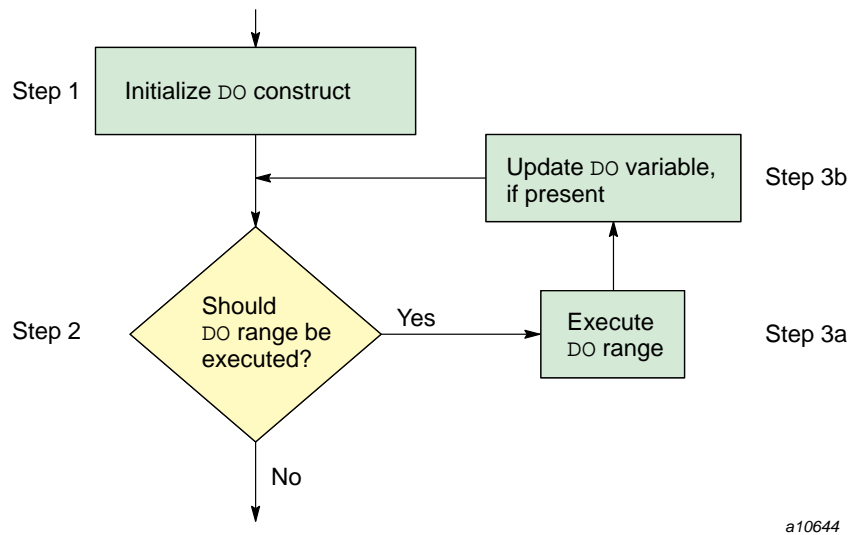 Step 1
Initialize DO construct
Update DO variable,
if present
Step 3b
Step 2
Should
DO range be
executed?
Yes
Execute
DO range
Step 3a
No
a10644